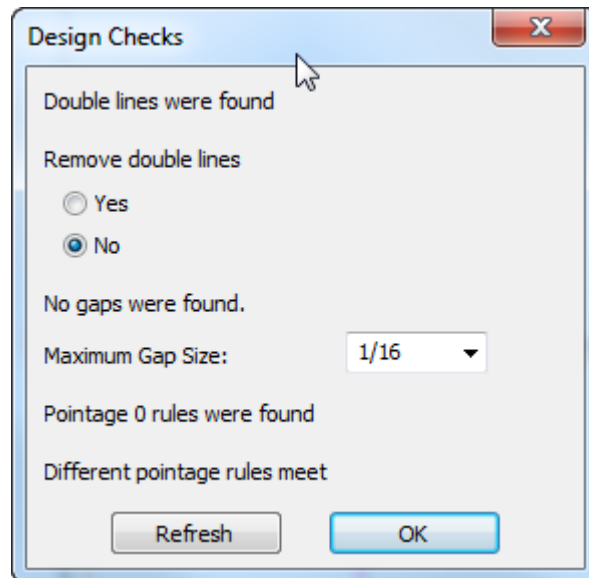 Design Checks
Double lines were found
Remove double lines
Yes
No
No gaps were found.
Maximum Gap Size: 1/16
Pointage 0 rules were found
Different pointage rules meet
Refresh OK